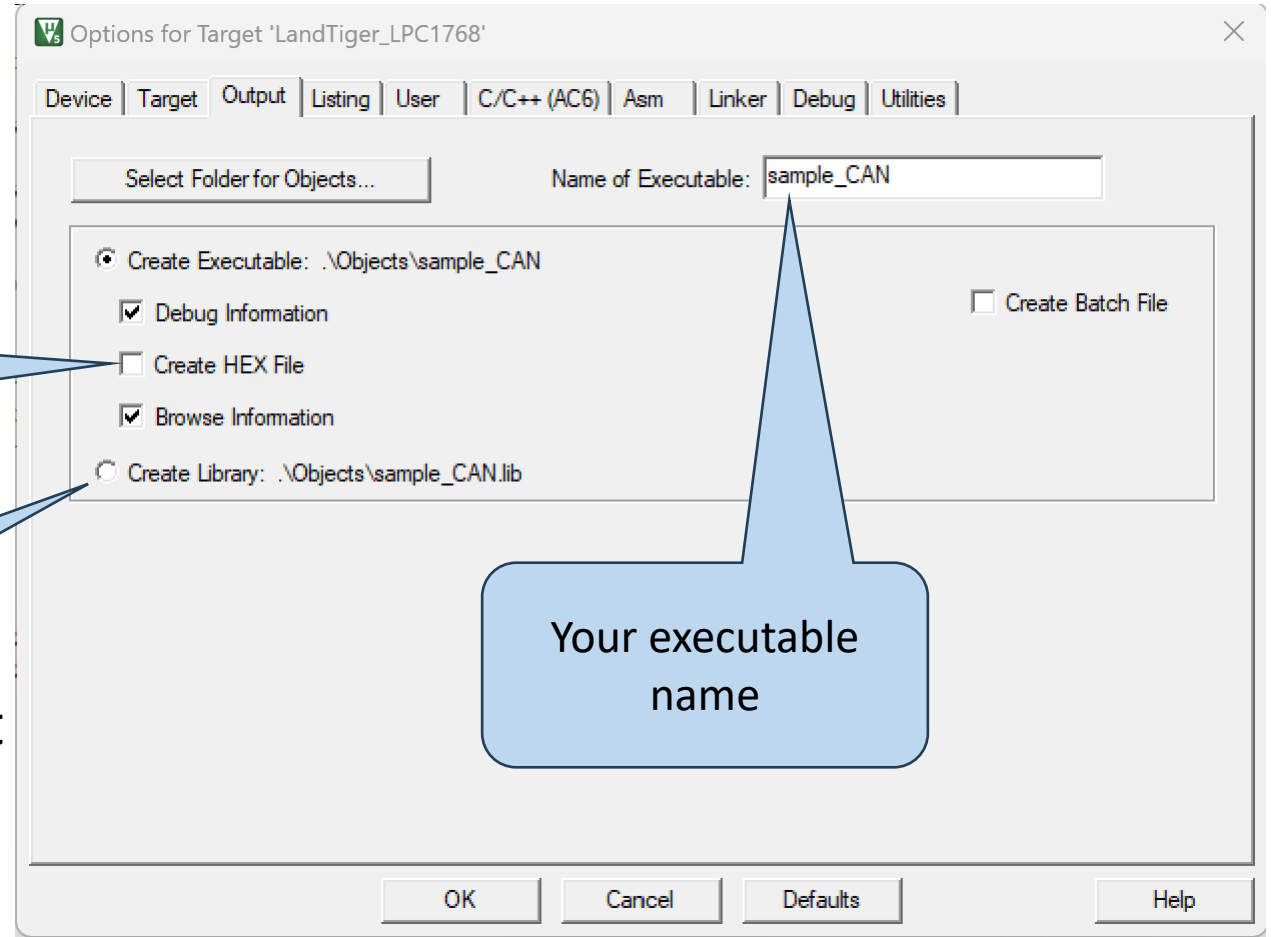 Options for Target 'LandTiger_LPC1768'
Device Target Output Listing User C/C++ (AC6) Asm Linker Debug Utilities
Select Folder for Objects... Name of Executable: sample_CAN
Create Executable: .\Objects\sample_CAN
Debug Information Create Batch File
Create HEX File
Browse Information
Create Library: .\Objects\sample_CAN.lib
Your executable
name
OK Cancel Defaults Help